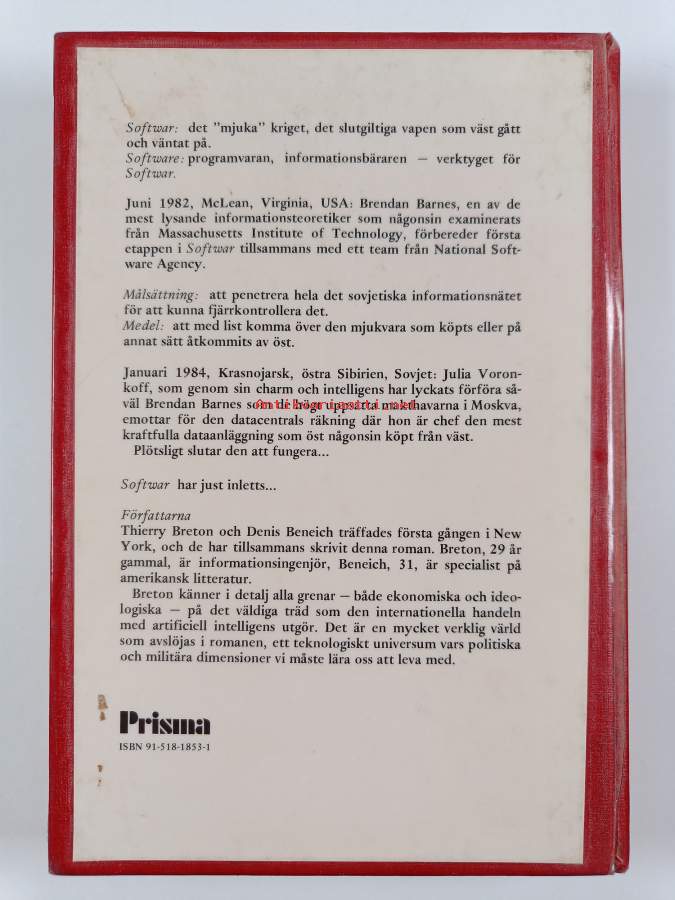 Softwar: det ”mjuka” kriget, det slutgiltiga vapen som väst gått
och väntat på.
Software: programvaran, informationsbäraren — verktyget för
Softwar.
Juni 1982, McLean, Virginia, USA: Brendan Barnes, en av de
mest lysande informationsteoretiker som någonsin examinerats
från Massachusetts Institute of Technology, förbereder första
etappen i Softwar tillsammans med ett team från National Soft-
ware Agency.
Målsättning: att penetrera hela det sovjetiska informationsnätet
för att kunna fjärrkontrollera det.
Medel: att med list komma över den mjukvara som köpts eller på
annat sätt åtkommits av öst.
Januari 1984, Krasnojarsk, östra Sibirien, Sovjet: Julia Voron-
koff, som genom sin charm och intelligens har lyckats förföra så-
väl Brendan Barnes som de högt uppsatta makthavarna i Moskva,
emottar för den datacentrals räkning där hon är chef den mest
kraftfulla dataanläggning som öst någonsin köpt från väst.
Plötsligt slutar den att fungera...
Softwar har just inletts...
Författarna
Thierry Breton och Denis Beneich träffades första gången i New
York, och de har tillsammans skrivit denna roman. Breton, 29 år
gammal, är informationsingenjör, Beneich, 31, är specialist på
amerikansk litteratur.
Breton känner i detalj alla grenar — både ekonomiska och ideo-
logiska — på det väldiga träd som den internationella handeln
med artificiell intelligens utgör. Det är en mycket verklig värld
som avslöjas i romanen, ett teknologiskt universum vars politiska
och militära dimensioner vi måste lära oss att leva med.
Prisma
ISBN 91-518-1853-1